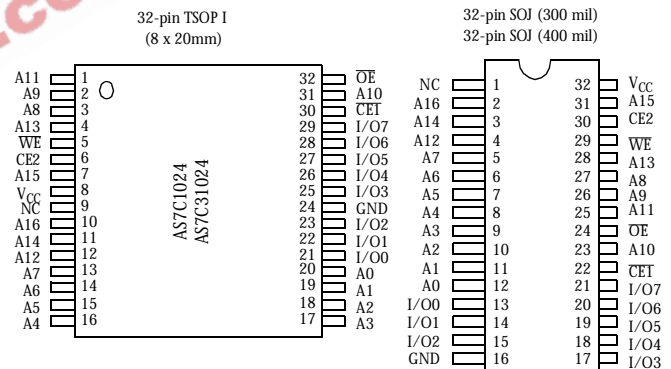 32-pin TSOP I
(8 x 20mm)
A11 1 32 OE
A9 2 31 A10
A8 3 30 CE1
A13 4 29 I/O7
WE 5 28 I/O6
CE2 6 27 I/O5
A15 7 26 I/O4
VCC 8 25 I/O3
NC 9 24 GND
A16 10 23 I/O2
A14 11 22 I/O1
A12 12 21 I/O0
A7 13 20 A0
A6 14 19 A1
A5 15 18 A2
A4 16 17 A3
AS7C1024
AS7C31024
32-pin SOJ (300 mil)
32-pin SOJ (400 mil)
NC 1 32 VCC
A16 2 31 A15
A14 3 30 CE2
A12 4 29 WE
A7 5 28 A13
A6 6 27 A8
A5 7 26 A9
A4 8 25 A11
A3 9 24 OE
A2 10 23 A10
A1 11 22 CE1
A0 12 21 I/O7
I/O0 13 20 I/O6
I/O1 14 19 I/O5
I/O2 15 18 I/O4
GND 16 17 I/O3